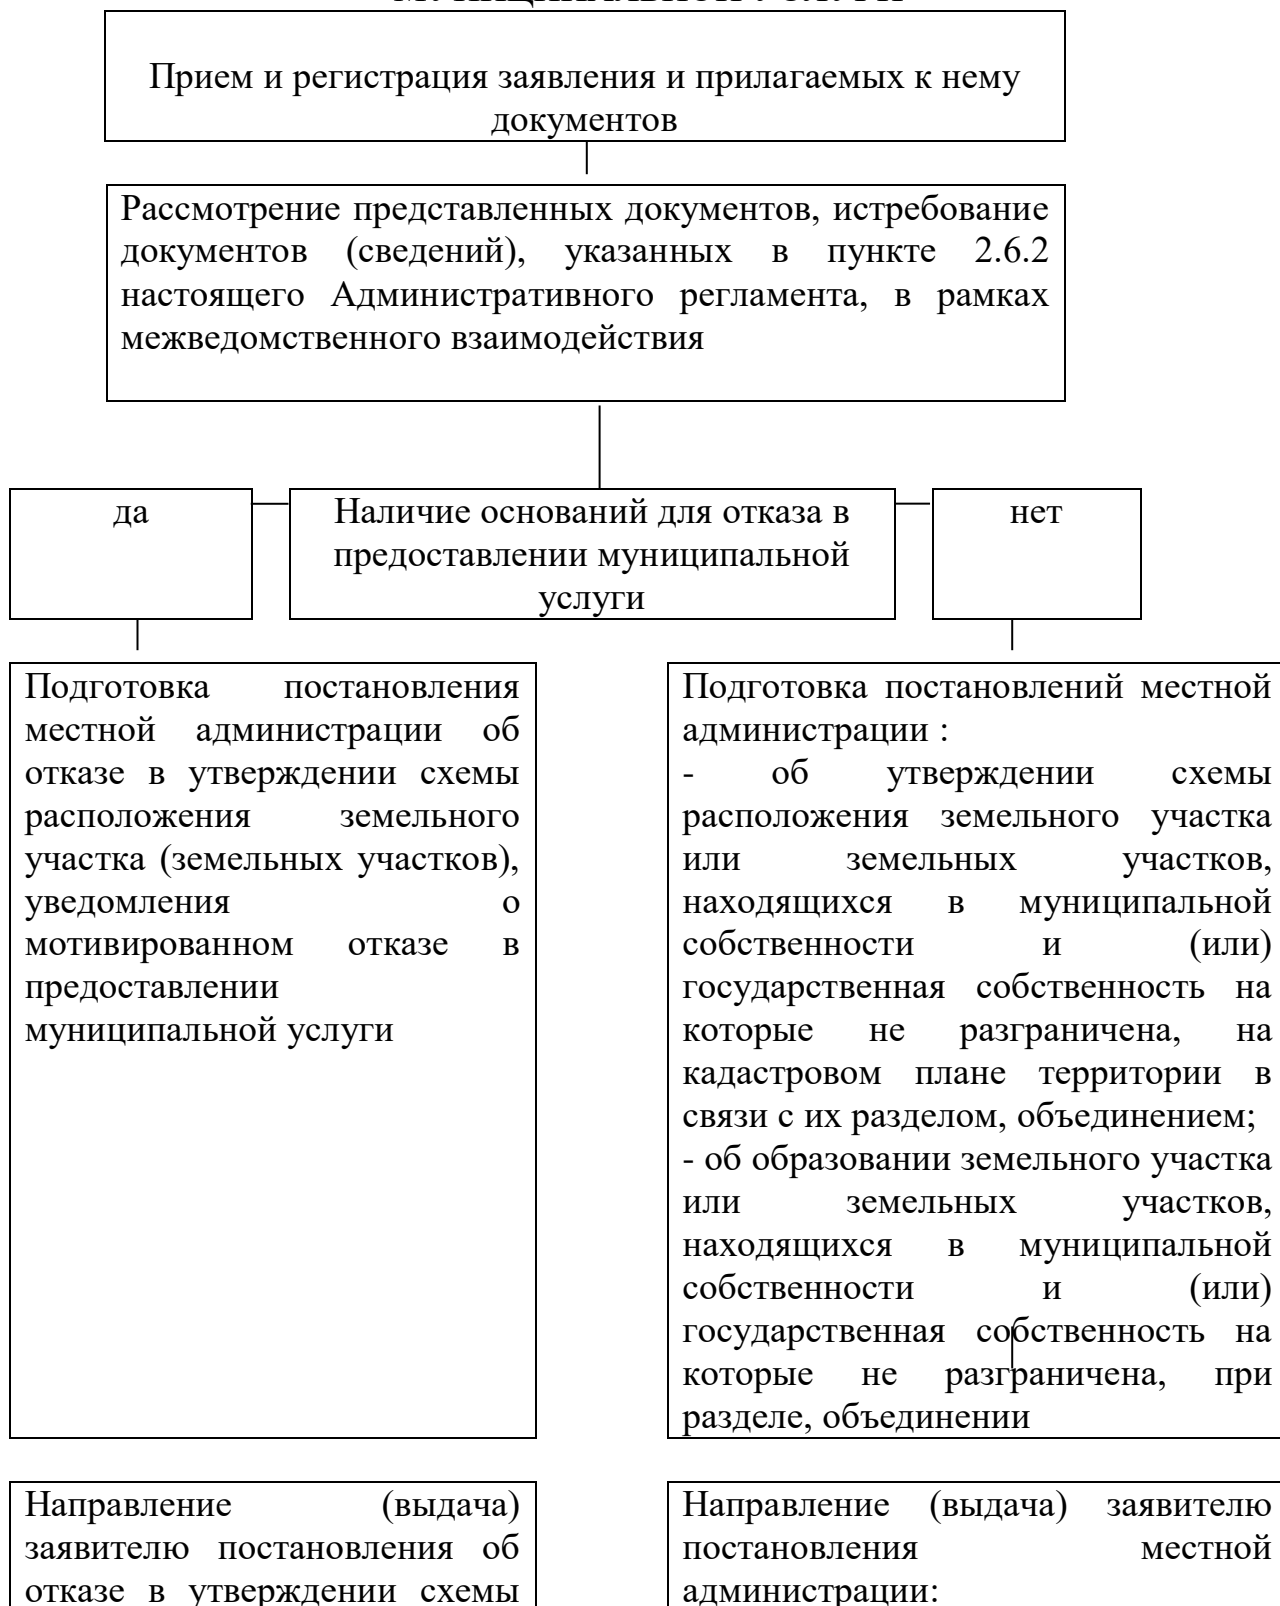 Прием и регистрация заявления и прилагаемых к нему
документов
Рассмотрение представленных документов, истребование
документов (сведений), указанных в пункте 2.6.2
настоящего Административного регламента, в рамках
межведомственного взаимодействия
да
Наличие оснований для отказа в
предоставлении муниципальной
услуги
нет
Подготовка постановления
местной администрации об
отказе в утверждении схемы
расположения земельного
участка (земельных участков),
уведомления о
мотивированном отказе в
предоставлении
муниципальной услуги
Подготовка постановлений местной
администрации :
- об утверждении схемы
расположения земельного участка
или земельных участков,
находящихся в муниципальной
собственности и (или)
государственная собственность на
которые не разграничена, на
кадастровом плане территории в
связи с их разделом, объединением;
- об образовании земельного участка
или земельных участков,
находящихся в муниципальной
собственности и (или)
государственная собственность на
которые не разграничена, при
разделе, объединении
Направление (выдача)
заявителю постановления об
отказе в утверждении схемы
Направление (выдача) заявителю
постановления местной
администрации: